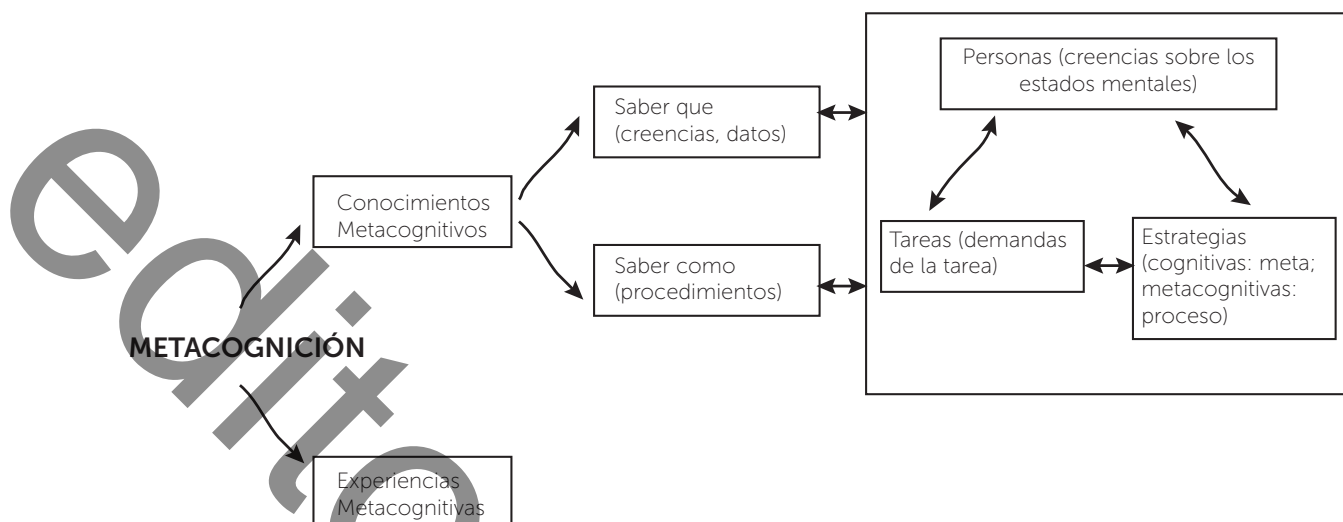 Personas (creencias sobre los
estados mentales)
Saber que
(creencias, datos)
Conocimientos
Metacognitivos
Tareas (demandas
de la tarea)
Estrategias
(cognitivas: meta;
metacognitivas:
proceso)
Saber como
(procedimientos)
METACOGNICIÓN
Experiencias
Metacognitivas
edito